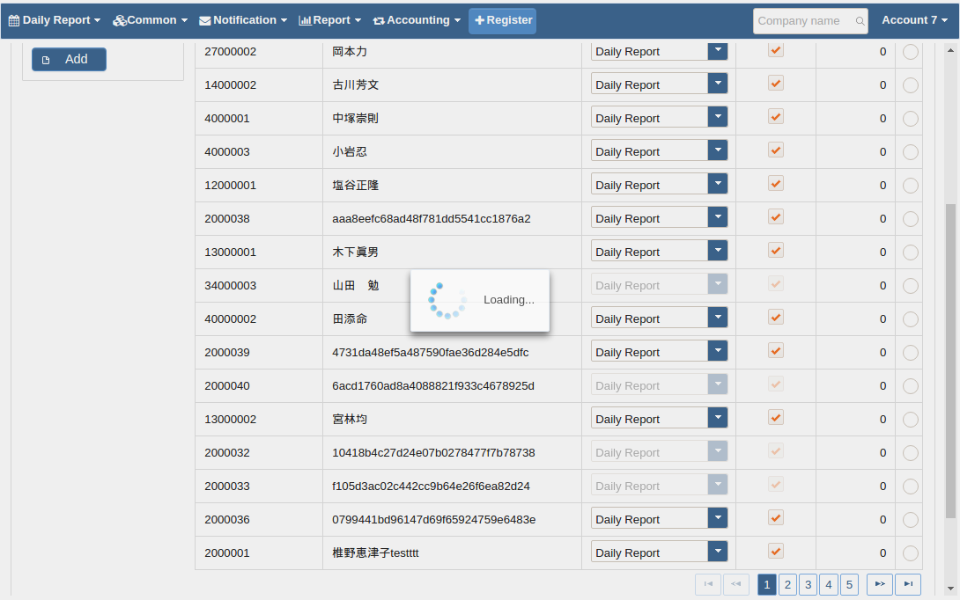 Daily Report Common Notification Report Accounting Register Company name Account 7
Add
27000002 岡本力 Daily Report 0
14000002 古川芳文 Daily Report 0
4000001 中塚崇則 Daily Report 0
4000003 小岩忍 Daily Report 0
12000001 塩谷正隆 Daily Report 0
2000038 aaa8eefc68ad48f781dd5541cc1876a2 Daily Report 0
13000001 木下眞男 Daily Report 0
34000003 山田　勉 Daily Report 0
Loading...
40000002 田添命 Daily Report 0
2000039 4731da48ef5a487590fae36d284e5dfc Daily Report 0
2000040 6acd1760ad8a4088821f933c4678925d Daily Report 0
13000002 宮林均 Daily Report 0
2000032 10418b4c27d24e07b0278477f7b78738 Daily Report 0
2000033 f105d3ac02c442cc9b64e26f6ea82d24 Daily Report 0
2000036 0799441bd96147d69f65924759e6483e Daily Report 0
2000001 椎野恵津子testttt Daily Report 0
1 2 3 4 5